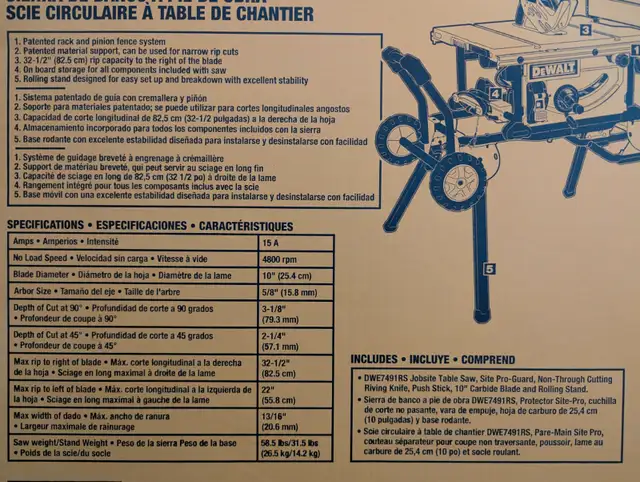 SCIE CIRCULAIRE À TABLE DE CHANTIER
1. Patented rack and pinion fence system
2. Patented material support, can be used for narrow rip cuts
3. 32-1/2" (82.5 cm) rip capacity to the right of the blade
4. On board storage for all components included with saw
5. Rolling stand designed for easy set up and breakdown with excellent stability
1. Sistema patentado de guia con cremallera y piñón
2. Soporte para materiales patentado; se puede utilizar para cortes longitudinales angostos
3. Capacidad de corte longitudinal de 82,5 cm (32-1/2 pulgadas) a la derecha de la hoja
4. Almacenamiento incorporado para todos los componentes incluidos con la sierra
5. Base rodante con excelente estabilidad diseñada para instalarse y desinstalarse con facilidad
1. Système de guidage breveté à engrenage à crémaillère
2. Support de matériau breveté, qui peut servir au sciage en long fin
3. Capacité de sciage en long de 82,5 cm (32 1/2 po) à droite de la lame
4. Rangement intégré pour tous les composants inclus avec la scie
5. Base móvil con una excelente estabilidad diseñada para instalarse y desinstalarse con facilidad
3
DEWALT
4
5
SPECIFICATIONS • ESPECIFICACIONES • CARACTÉRISTIQUES
Amps • Amperios • Intensité 15 A
No Load Speed • Velocidad sin carga • Vitesse à vide 4800 rpm
Blade Diameter • Diámetro de la hoja • Diamètre de la lame 10" (25.4 cm)
Arbor Size • Tamaño del eje • Taille de l'arbre 5/8" (15.8 mm)
Depth of Cut at 90° • Profundidad de corte a 90 grados 3-1/8"
• Profondeur de coupe à 90° (79.3 mm)
Depth of Cut at 45° • Profundidad de corte a 45 grados 2-1/4"
• Profondeur de coupe à 45° (57.1 mm)
Max rip to right of blade • Máx. corte longitudinal a la derecha 32-1/2"
de la hoja • Sciage en long maximal à droite de la lame (82.5 cm)
Max rip to left of blade • Máx. corte longitudinal a la izquierda de 22"
la hoja • Sciage en long maximal à gauche de la lame (55.8 cm)
Max width of dado • Máx. ancho de ranura 13/16"
• Largeur maximale de rainurage (20.6 mm)
Saw weight/Stand Weight • Peso de la sierra Peso de la base 58.5 lbs/31.5 lbs
• Poids de la scie/du socle (26.5 kg/14.2 kg)
INCLUDES • INCLUYE • COMPREND
• DWE7491RS Jobsite Table Saw, Site Pro-Guard, Non-Through Cutting
Riving Knife, Push Stick, 10" Carbide Blade and Rolling Stand.
• Sierra de banco a pie de obra DWE7491RS, Protector Site-Pro, cuchilla
de corte no pasante, vara de empuje, hoja de carburo de 25,4 cm
(10 pulgadas) y base rodante.
• Scie circulaire à table de chantier DWE7491RS, Pare-Main Site Pro,
couteau séparateur pour coupe non traversante, poussoir, lame au
carbure de 25,4 cm (10 po) et socle roulant.